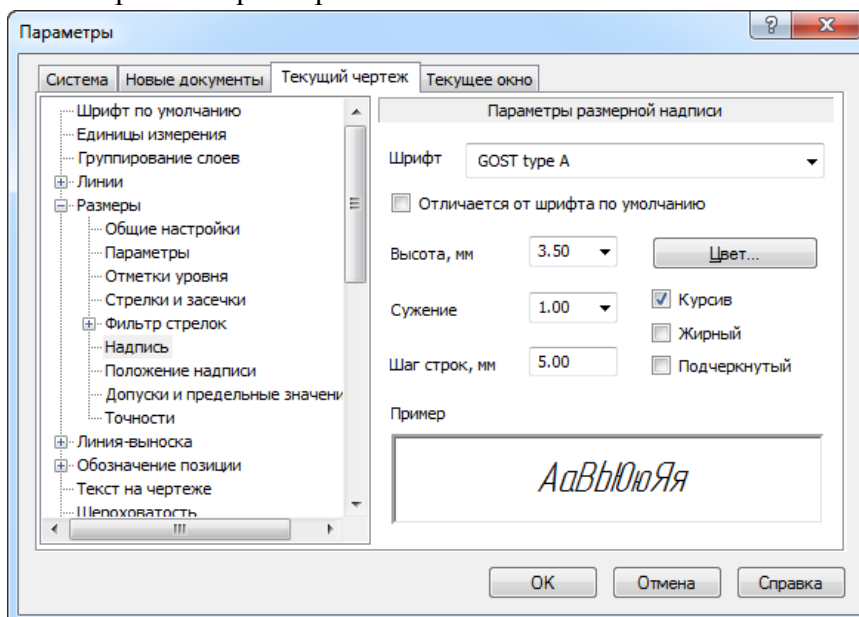 Параметры
Система Новые документы Текущий чертеж Текущее окно
Шрифт по умолчанию
Единицы измерения
Группирование слоев
Линии
Размеры
Общие настройки
Параметры
Отметки уровня
Стрелки и засечки
Фильтр стрелок
Надпись
Положение надписи
Допуски и предельные значени
Точности
Линия-выноска
Обозначение позиции
Текст на чертеже
Шероховатость
Параметры размерной надписи
Шрифт GOST type A
Отличается от шрифта по умолчанию
Высота, мм 3.50 Цвет...
Сужение 1.00 Курсив
Жирный
Шаг строк, мм 5.00 Подчеркнутый
Пример
АаВbЮюЯя
OK Отмена Справка